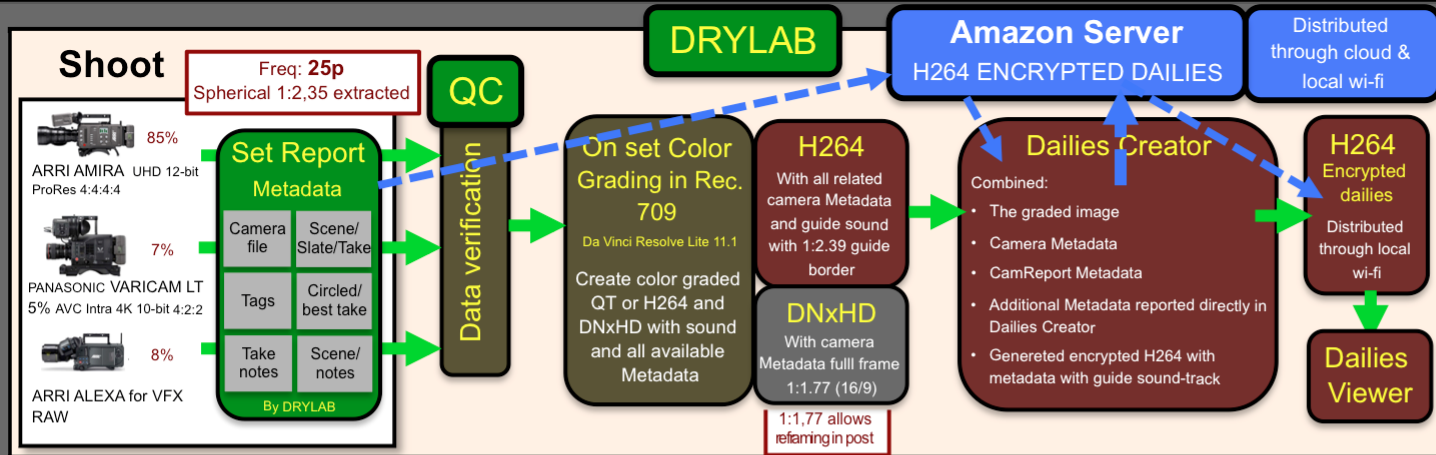 Shoot
Freq: 25p
Spherical 1:2,35 extracted
85%
ARRI AMIRA UHD 12-bit
ProRes 4:4:4:4
7%
PANASONIC VARICAM LT
5% AVC Intra 4K 10-bit 4:2:2
8%
ARRI ALEXA for VFX
RAW
Set Report
Metadata
Camera
file
Scene/
Slate/Take
Tags
Circled/
best take
Take
notes
Scene/
notes
By DRYLAB
QC
Data verification
DRYLAB
On set Color
Grading in Rec.
709
Da Vinci Resolve Lite 11.1
Create color graded
QT or H264 and
DNxHD with sound
and all available
Metadata
H264
With all related
camera Metadata
and guide sound
with 1:2.39 guide
border
DNxHD
With camera
Metadata fulll frame
1:1.77 (16/9)
1:1,77 allows
reframing in post
Amazon Server
H264 ENCRYPTED DAILIES
Distributed
through cloud &
local wi-fi
Dailies Creator
Combined:
• The graded image
• Camera Metadata
• CamReport Metadata
• Additional Metadata reported directly in
Dailies Creator
• Genereted encrypted H264 with
metadata with guide sound-track
H264
Encrypted
dailies
Distributed
through local
wi-fi
Dailies
Viewer